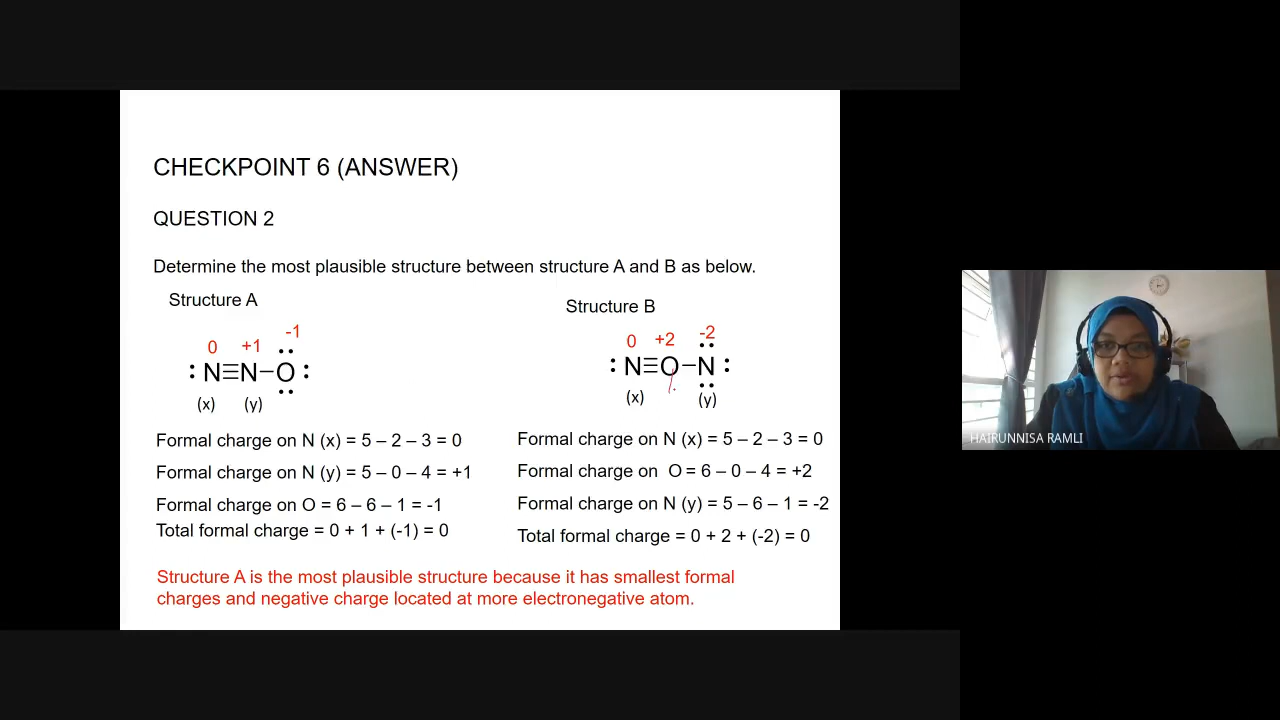 CHECKPOINT 6 (ANSWER)
QUESTION 2
Determine the most plausible structure between structure A and B as below.
Structure A
0 +1 -1
:N≡N–O:
(x) (y)
Formal charge on N (x) = 5 – 2 – 3 = 0
Formal charge on N (y) = 5 – 0 – 4 = +1
Formal charge on O = 6 – 6 – 1 = -1
Total formal charge = 0 + 1 + (-1) = 0
Structure B
0 +2 -2
:N≡O–N:
(x) (y)
Formal charge on N (x) = 5 – 2 – 3 = 0
Formal charge on O = 6 – 0 – 4 = +2
Formal charge on N (y) = 5 – 6 – 1 = -2
Total formal charge = 0 + 2 + (-2) = 0
Structure A is the most plausible structure because it has smallest formal
charges and negative charge located at more electronegative atom.
HAIRUNNISA RAMLI